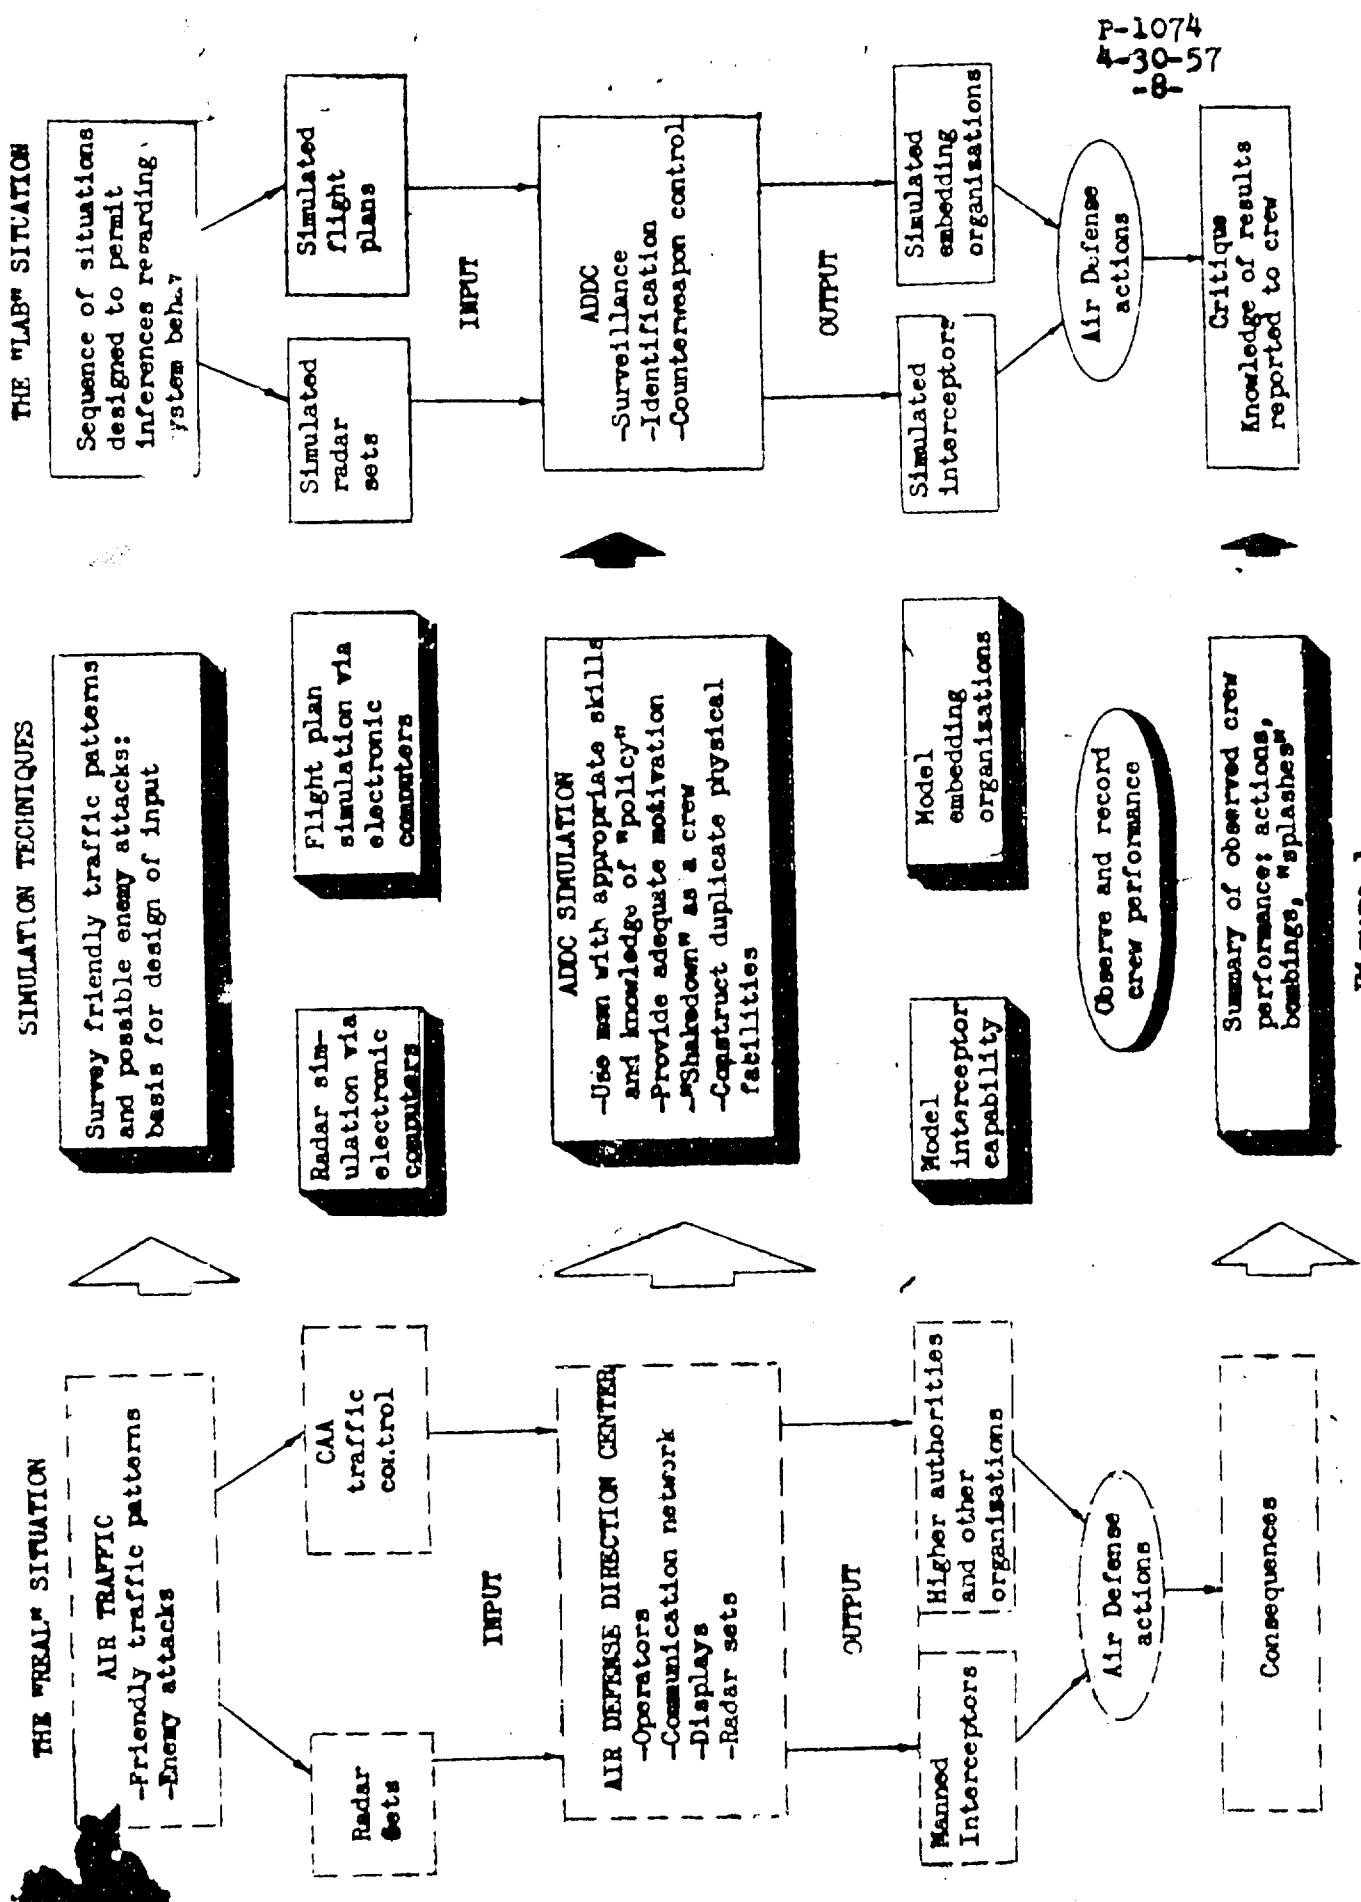 P-1074
4-30-57
-8-
THE "REAL" SITUATION
AIR TRAFFIC
-Friendly traffic patterns
-Enemy attacks
Radar
Sets
CAA
traffic
control
INPUT
AIR DEFENSE DIRECTION CENTER
-Operators
-Communication network
-Displays
-Radar sets
OUTPUT
Manned
Interceptors
Higher authorities
and other
organizations
Air Defense
actions
Consequences
SIMULATION TECHNIQUES
Survey friendly traffic patterns
and possible enemy attacks:
basis for design of input
Radar sim-
ulation via
electronic
computers
Flight plan
simulation via
electronic
computers
ADDC SIMULATION
-Use men with appropriate skills
and knowledge of "policy"
-Provide adequate motivation
-"Shakedown" as a crew
-Construct duplicate physical
facilities
Model
interceptor
capability
Model
embedding
organizations
Observe and record
crew performance
Summary of observed crew
performance: actions,
bombings, "splashes"
THE "LAB" SITUATION
Sequence of situations
designed to permit
inferences regarding
ystem behav
Simulated
radar
sets
Simulated
flight
plans
INPUT
ADDC
-Surveillance
-Identification
-Counterweapon control
OUTPUT
Simulated
interceptors
Simulated
embedding
organizations
Air Defense
actions
Critique
Knowledge of results
reported to crew